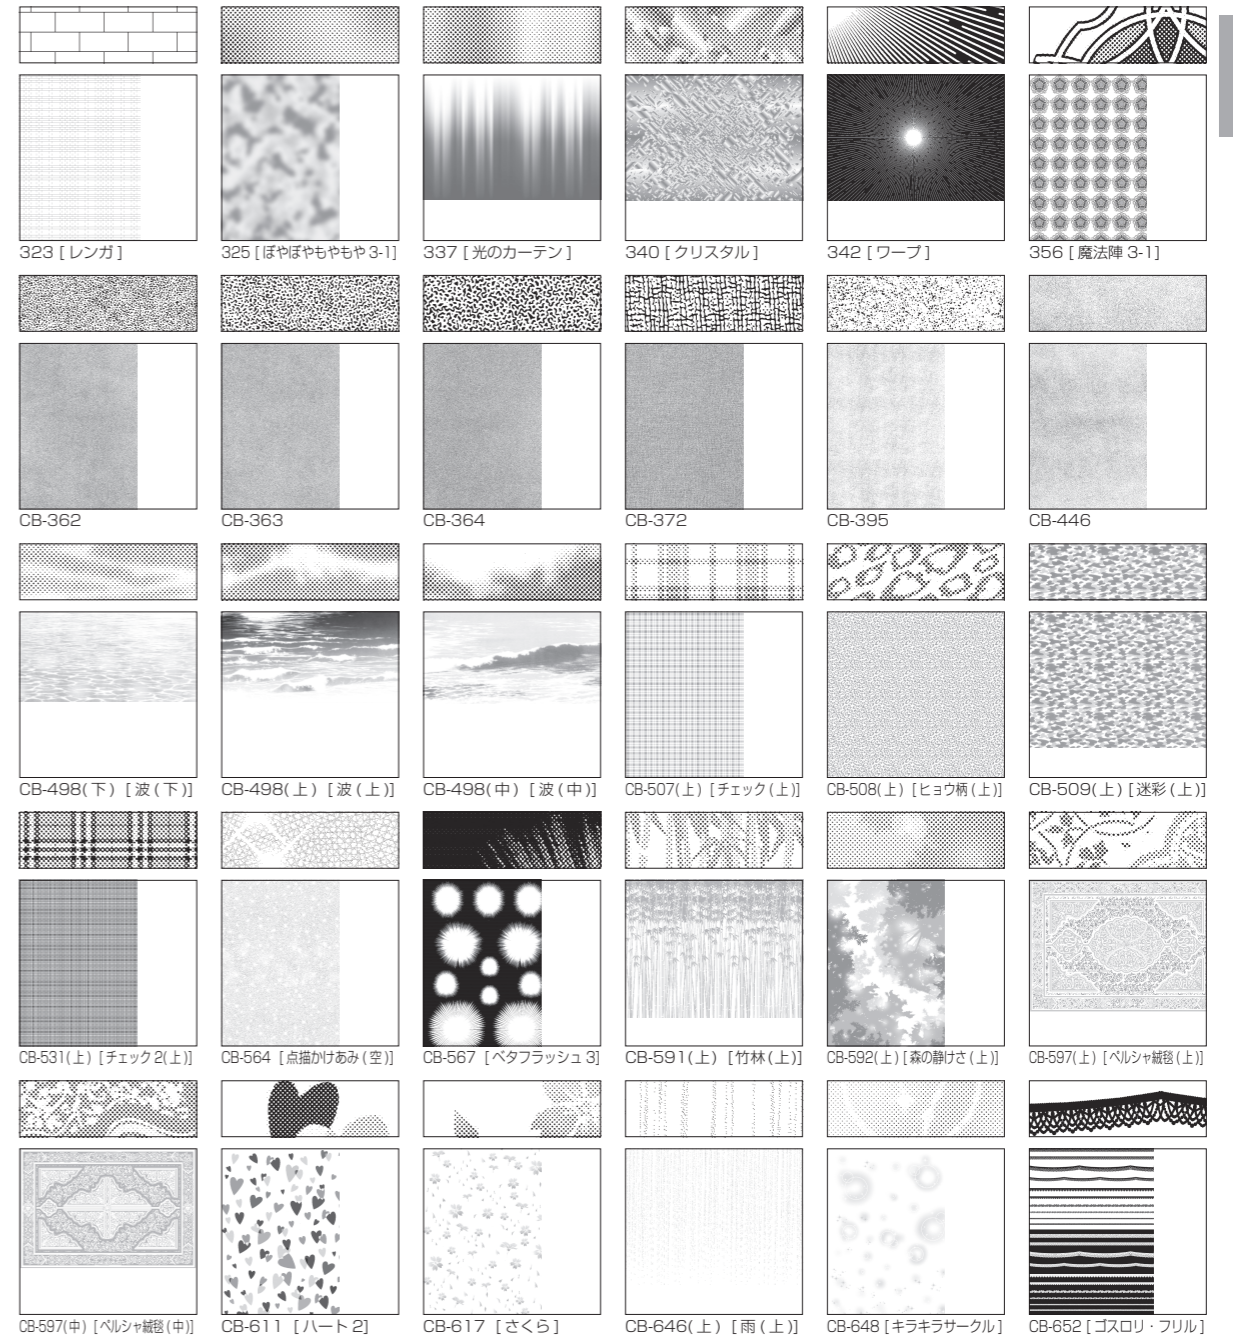 323 [ レンガ ]
325 [ ぼやぼやもやもや 3-1]
337 [ 光のカーテン ]
340 [ クリスタル ]
342 [ ワープ ]
356 [ 魔法陣 3-1]
CB-362
CB-363
CB-364
CB-372
CB-395
CB-446
CB-498( 下 ) [ 波 ( 下 )]
CB-498( 上 ) [ 波 ( 上 )]
CB-498( 中 ) [ 波 ( 中 )]
CB-507( 上 ) [ チェック ( 上 )]
CB-508( 上 ) [ ヒョウ柄 ( 上 )]
CB-509( 上 ) [ 迷彩 ( 上 )]
CB-531( 上 ) [ チェック 2( 上 )]
CB-564 [ 点描かけあみ ( 空 )]
CB-567 [ ベタフラッシュ 3]
CB-591( 上 ) [ 竹林 ( 上 )]
CB-592( 上 ) [ 森の静けさ ( 上 )]
CB-597( 上 ) [ ペルシャ絨毯 ( 上 )]
CB-597( 中 ) [ ペルシャ絨毯 ( 中 )]
CB-611 [ ハート 2]
CB-617 [ さくら ]
CB-646( 上 ) [ 雨 ( 上 )]
CB-648 [ キラキラサークル ]
CB-652 [ ゴスロリ・フリル ]